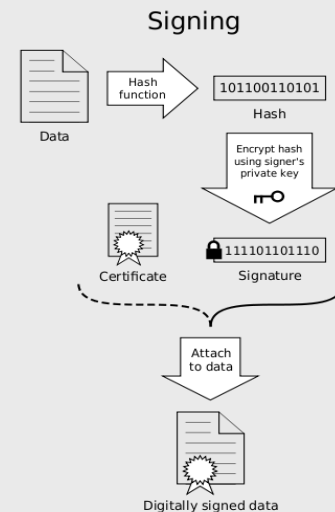 Signing
Hash
function
101100110101
Hash
Data
Encrypt hash
using signer's
private key
111101101110
Certificate
Signature
Attach
to data
Digitally signed data